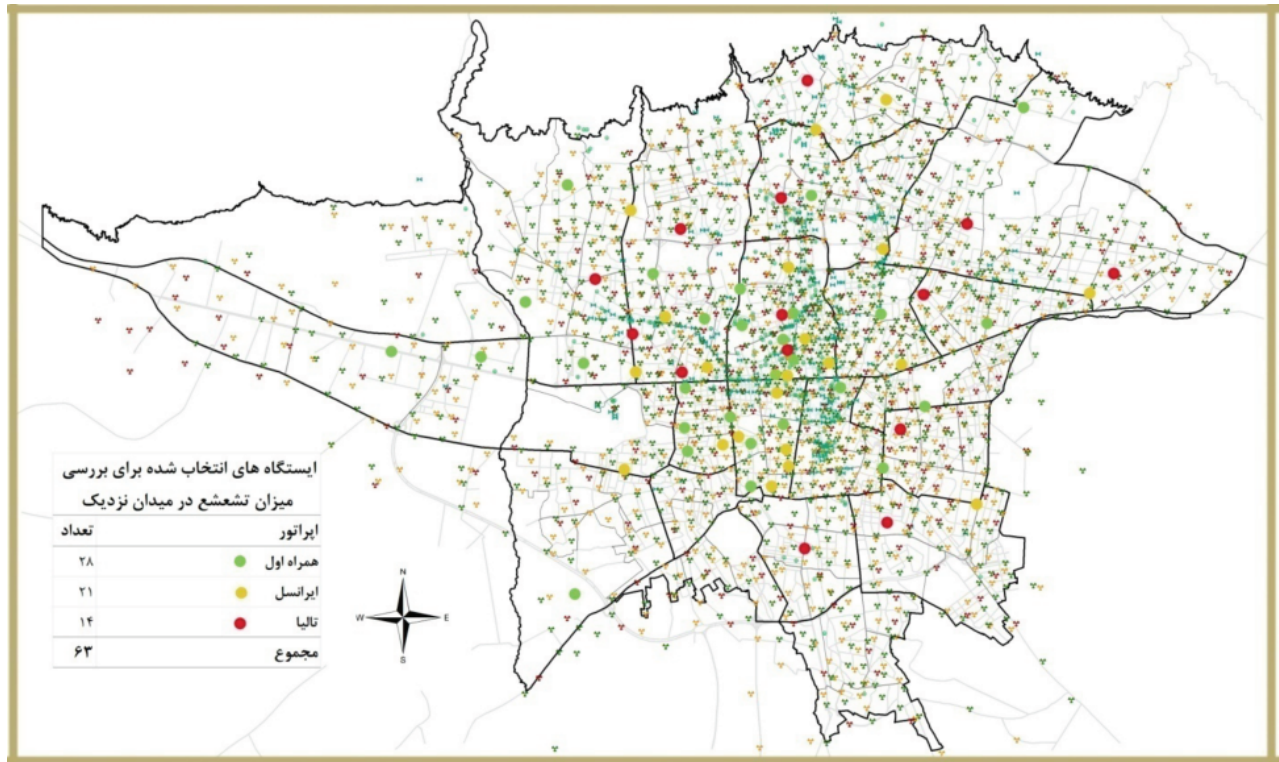 ایستگاه های انتخاب شده برای بررسی
میزان تشعشع در میدان نزدیک
اپراتور تعداد
همراه اول ۲۸
ایرانسل ۲۱
تالیا ۱۴
مجموع ۶۳
N
W E
S